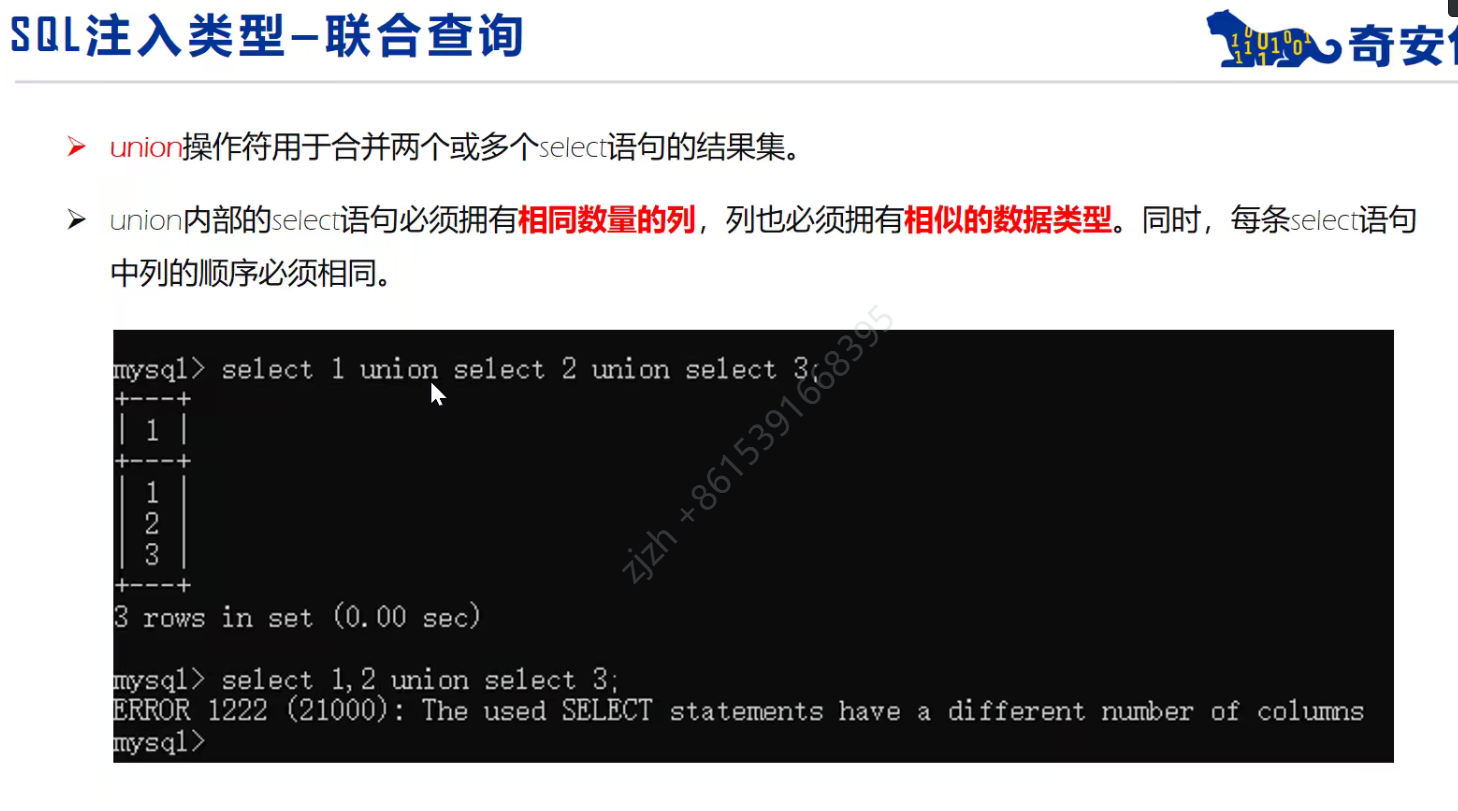 SQL注入类型-联合查询
奇安信
union操作符用于合并两个或多个select语句的结果集。
union内部的select语句必须拥有相同数量的列，列也必须拥有相似的数据类型。同时，每条select语句
中列的顺序必须相同。
mysql> select 1 union select 2 union select 3;
+---+
| 1 |
+---+
| 1 |
| 2 |
| 3 |
+---+
3 rows in set (0.00 sec)
mysql> select 1,2 union select 3;
ERROR 1222 (21000): The used SELECT statements have a different number of columns
mysql>
zjzh +8615391668395